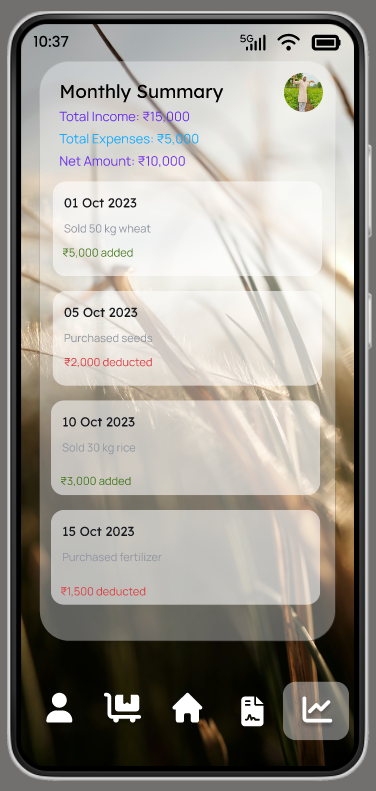 10:37
5G
Monthly Summary
Total Income: ₹15,000
Total Expenses: ₹5,000
Net Amount: ₹10,000
01 Oct 2023
Sold 50 kg wheat
₹5,000 added
05 Oct 2023
Purchased seeds
₹2,000 deducted
10 Oct 2023
Sold 30 kg rice
₹3,000 added
15 Oct 2023
Purchased fertilizer
₹1,500 deducted